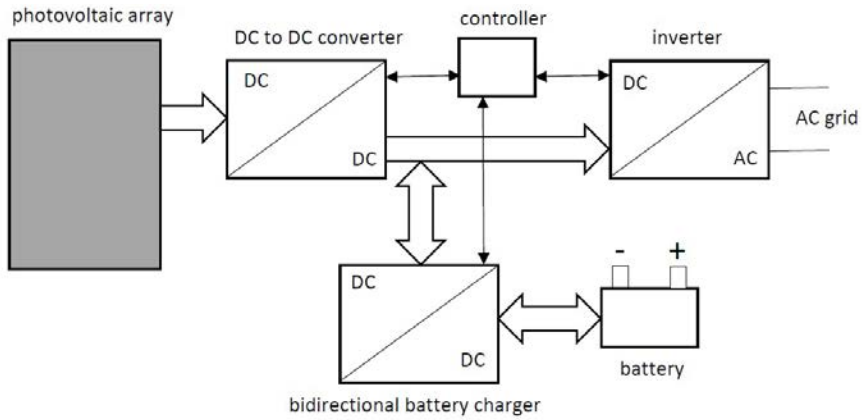 photovoltaic array
DC to DC converter
controller
inverter
DC
DC
DC
AC
AC grid
DC
DC
- +
battery
bidirectional battery charger